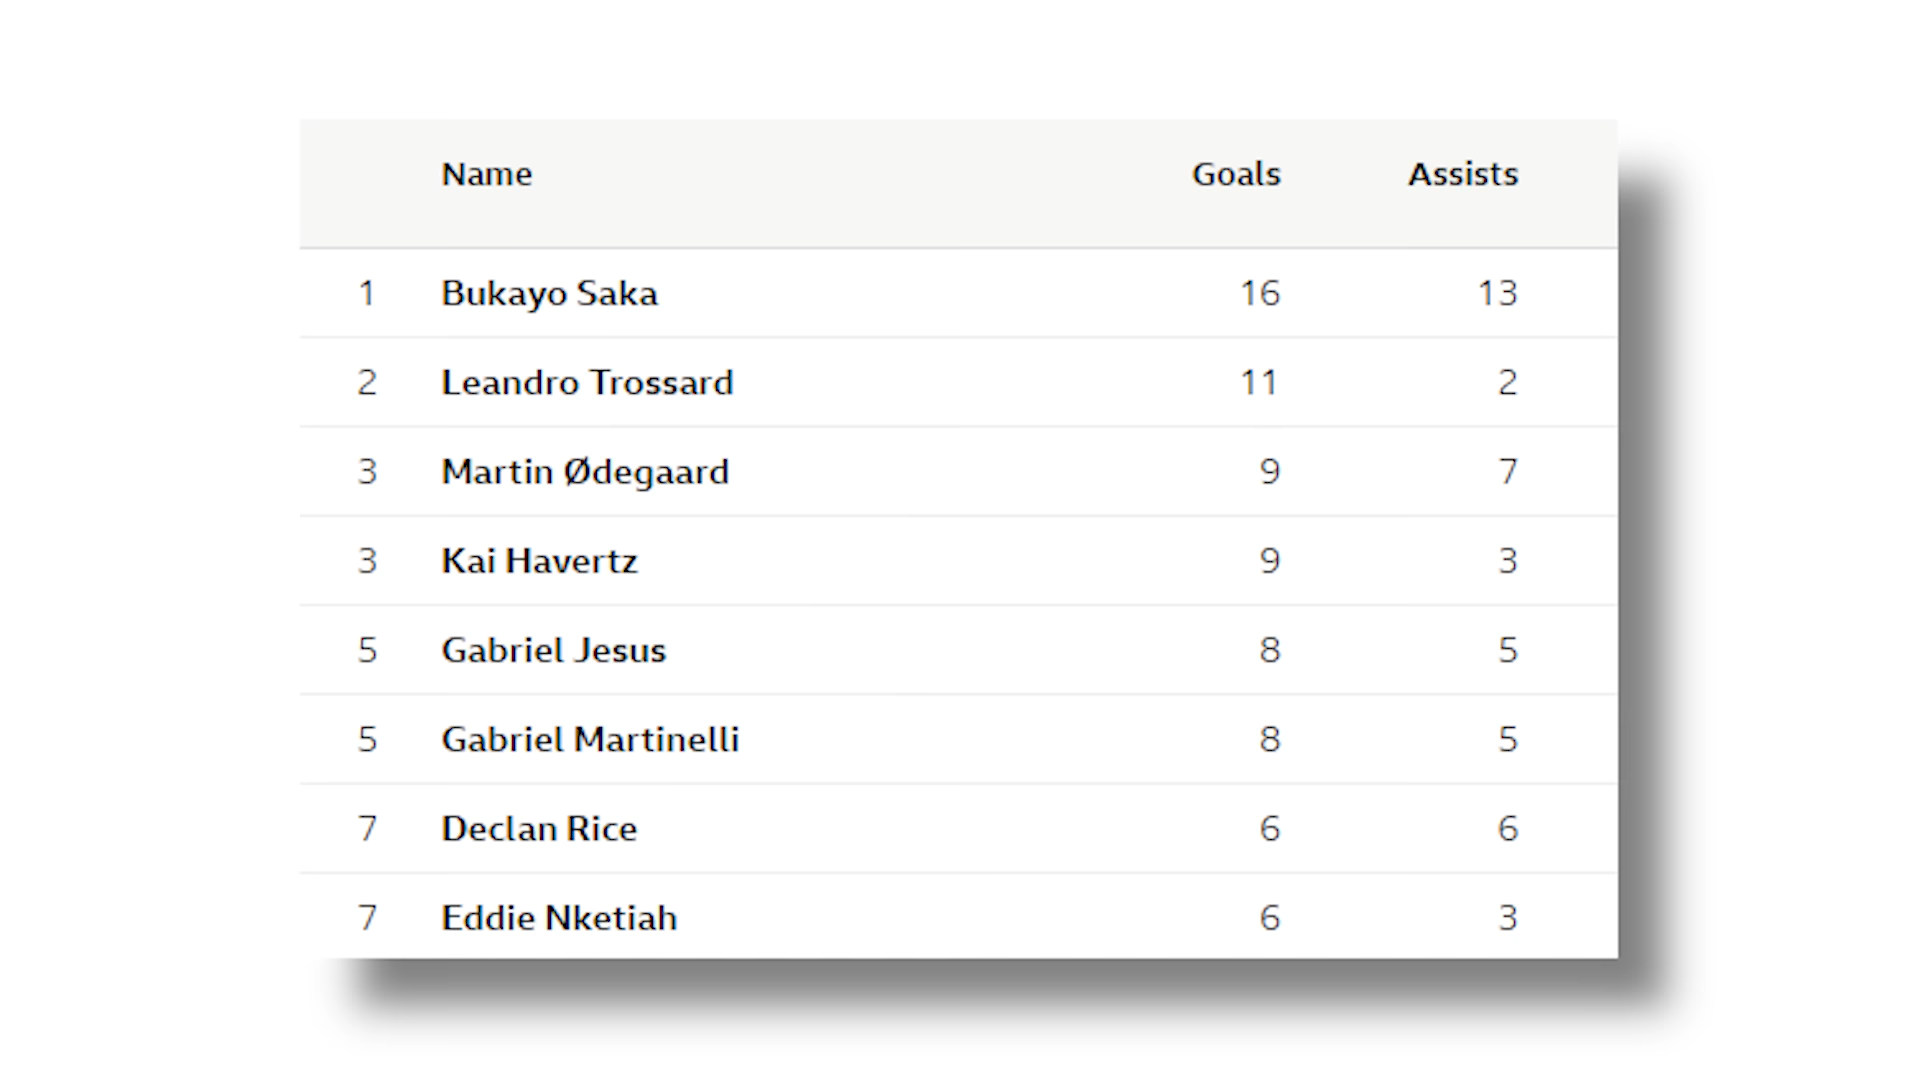 Name Goals Assists
1 Bukayo Saka 16 13
2 Leandro Trossard 11 2
3 Martin Ødegaard 9 7
3 Kai Havertz 9 3
5 Gabriel Jesus 8 5
5 Gabriel Martinelli 8 5
7 Declan Rice 6 6
7 Eddie Nketiah 6 3